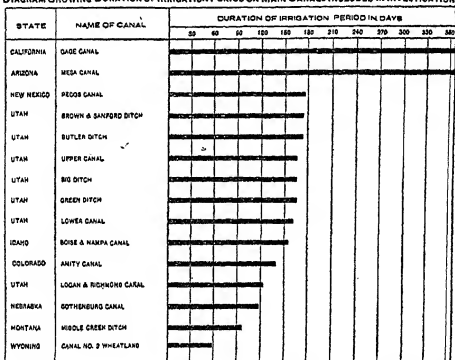 DIAGRAM SHOWING DURATION OF IRRIGATION PERIOD ON MAIN CANALS INCLUDED IN INVESTIGATION
STATE NAME OF CANAL DURATION OF IRRIGATION PERIOD IN DAYS
30 60 90 120 150 180 210 240 270 300 330 360
CALIFORNIA GAGE CANAL
ARIZONA MESA CANAL
NEW MEXICO PECOS CANAL
UTAH BROWN & SANFORD DITCH
UTAH BUTLER DITCH
UTAH UPPER CANAL
UTAH BIG DITCH
UTAH GREEN DITCH
UTAH LOWER CANAL
IDAHO BOISE & NAMPA CANAL
COLORADO AMITY CANAL
UTAH LOGAN & RICHMOND CANAL
NEBRASKA GOTHENBURG CANAL
MONTANA MIDDLE CREEK DITCH
WYOMING CANAL NO. 2 WHEATLAND